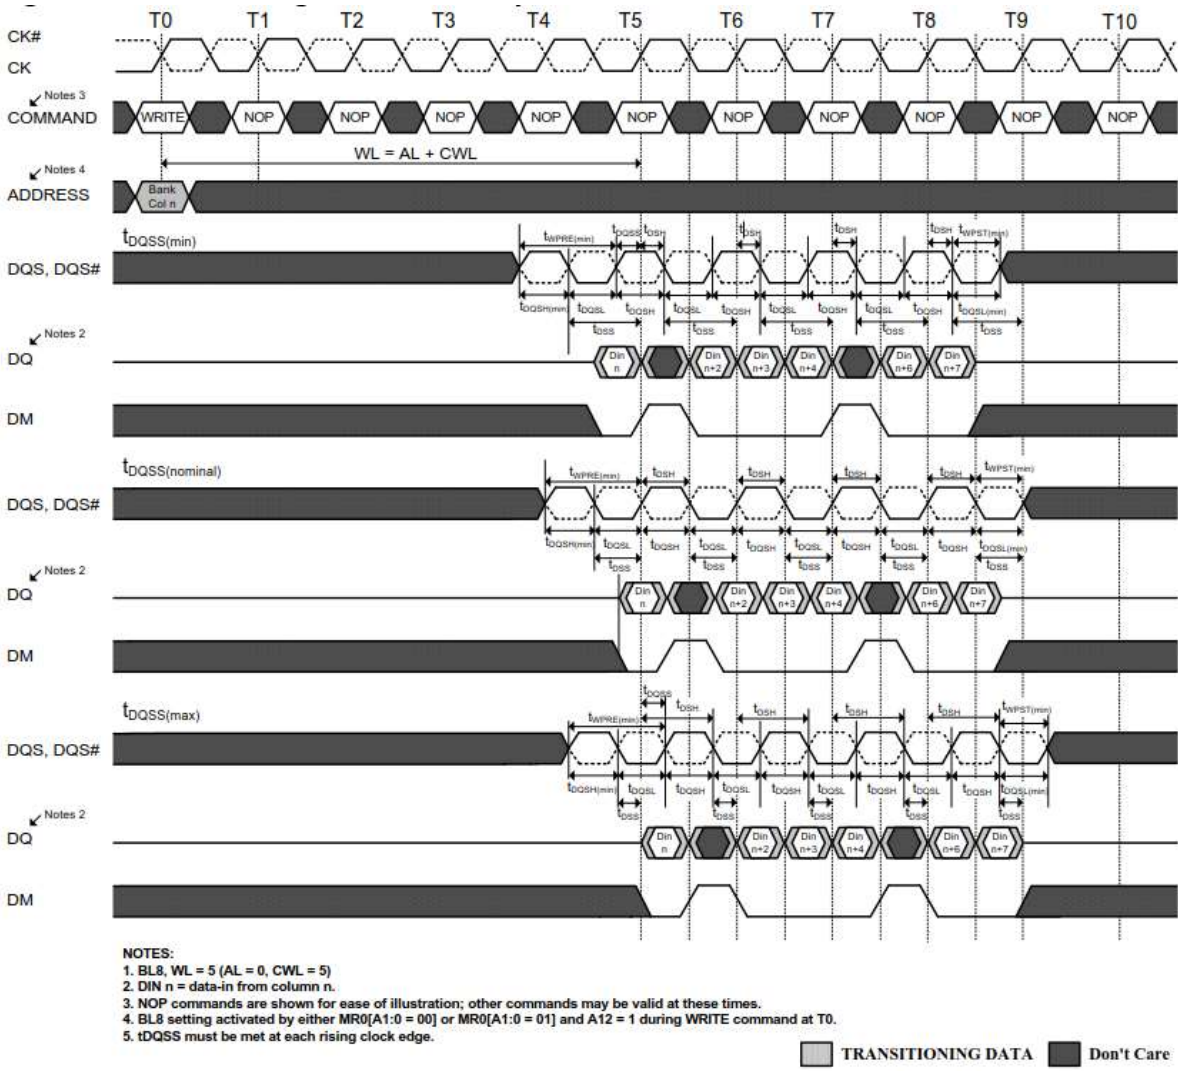 T0 T1 T2 T3 T4 T5 T6 T7 T8 T9 T10
CK#
CK
Notes 3
COMMAND WRITE NOP NOP NOP NOP NOP NOP NOP NOP NOP NOP
WL = AL + CWL
Notes 4
ADDRESS Bank
Col n
tDQSS(min) tWPRE(min) tDQSS tDSH tDSH tDSH tDSH tWPST(min)
DQS, DQS#
tDQSH(min) tDQSL tDQSH tDQSL tDQSH tDQSL tDQSH tDQSL tDQSH tDQSL(min)
tDSS tDSS tDSS tDSS tDSS
Notes 2
DQ Din n Din n+2 Din n+3 Din n+4 Din n+6 Din n+7
DM
tDQSS(nominal) tWPRE(min) tDSH tDSH tDSH tDSH tWPST(min)
DQS, DQS#
tDQSH(min) tDQSL tDQSH tDQSL tDQSH tDQSL tDQSH tDQSL tDQSH tDQSL(min)
tDSS tDSS tDSS tDSS tDSS
Notes 2
DQ Din n Din n+2 Din n+3 Din n+4 Din n+6 Din n+7
DM
tDQSS
tDQSS(max) tWPRE(min) tDSH tDSH tDSH tDSH tWPST(min)
DQS, DQS#
tDQSH(min) tDQSL tDQSH tDQSL tDQSH tDQSL tDQSH tDQSL tDQSH tDQSL(min)
tDSS tDSS tDSS tDSS tDSS
Notes 2
DQ Din n Din n+2 Din n+3 Din n+4 Din n+6 Din n+7
DM
NOTES:
1. BL8, WL = 5 (AL = 0, CWL = 5)
2. DIN n = data-in from column n.
3. NOP commands are shown for ease of illustration; other commands may be valid at these times.
4. BL8 setting activated by either MR0[A1:0 = 00] or MR0[A1:0 = 01] and A12 = 1 during WRITE command at T0.
5. tDQSS must be met at each rising clock edge.
TRANSITIONING DATA Don't Care